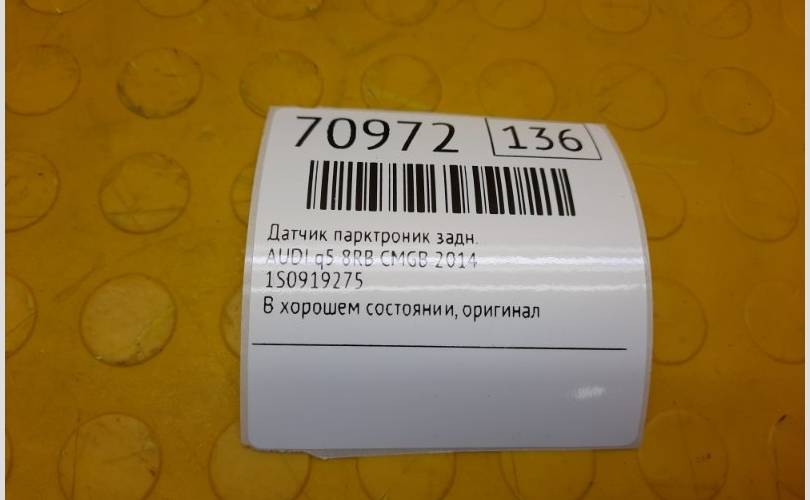 70972 136
Датчик парктроник задн.
AUDI q5 8RB CMGB 2014
1S0919275
В хорошем состоянии, оригинал